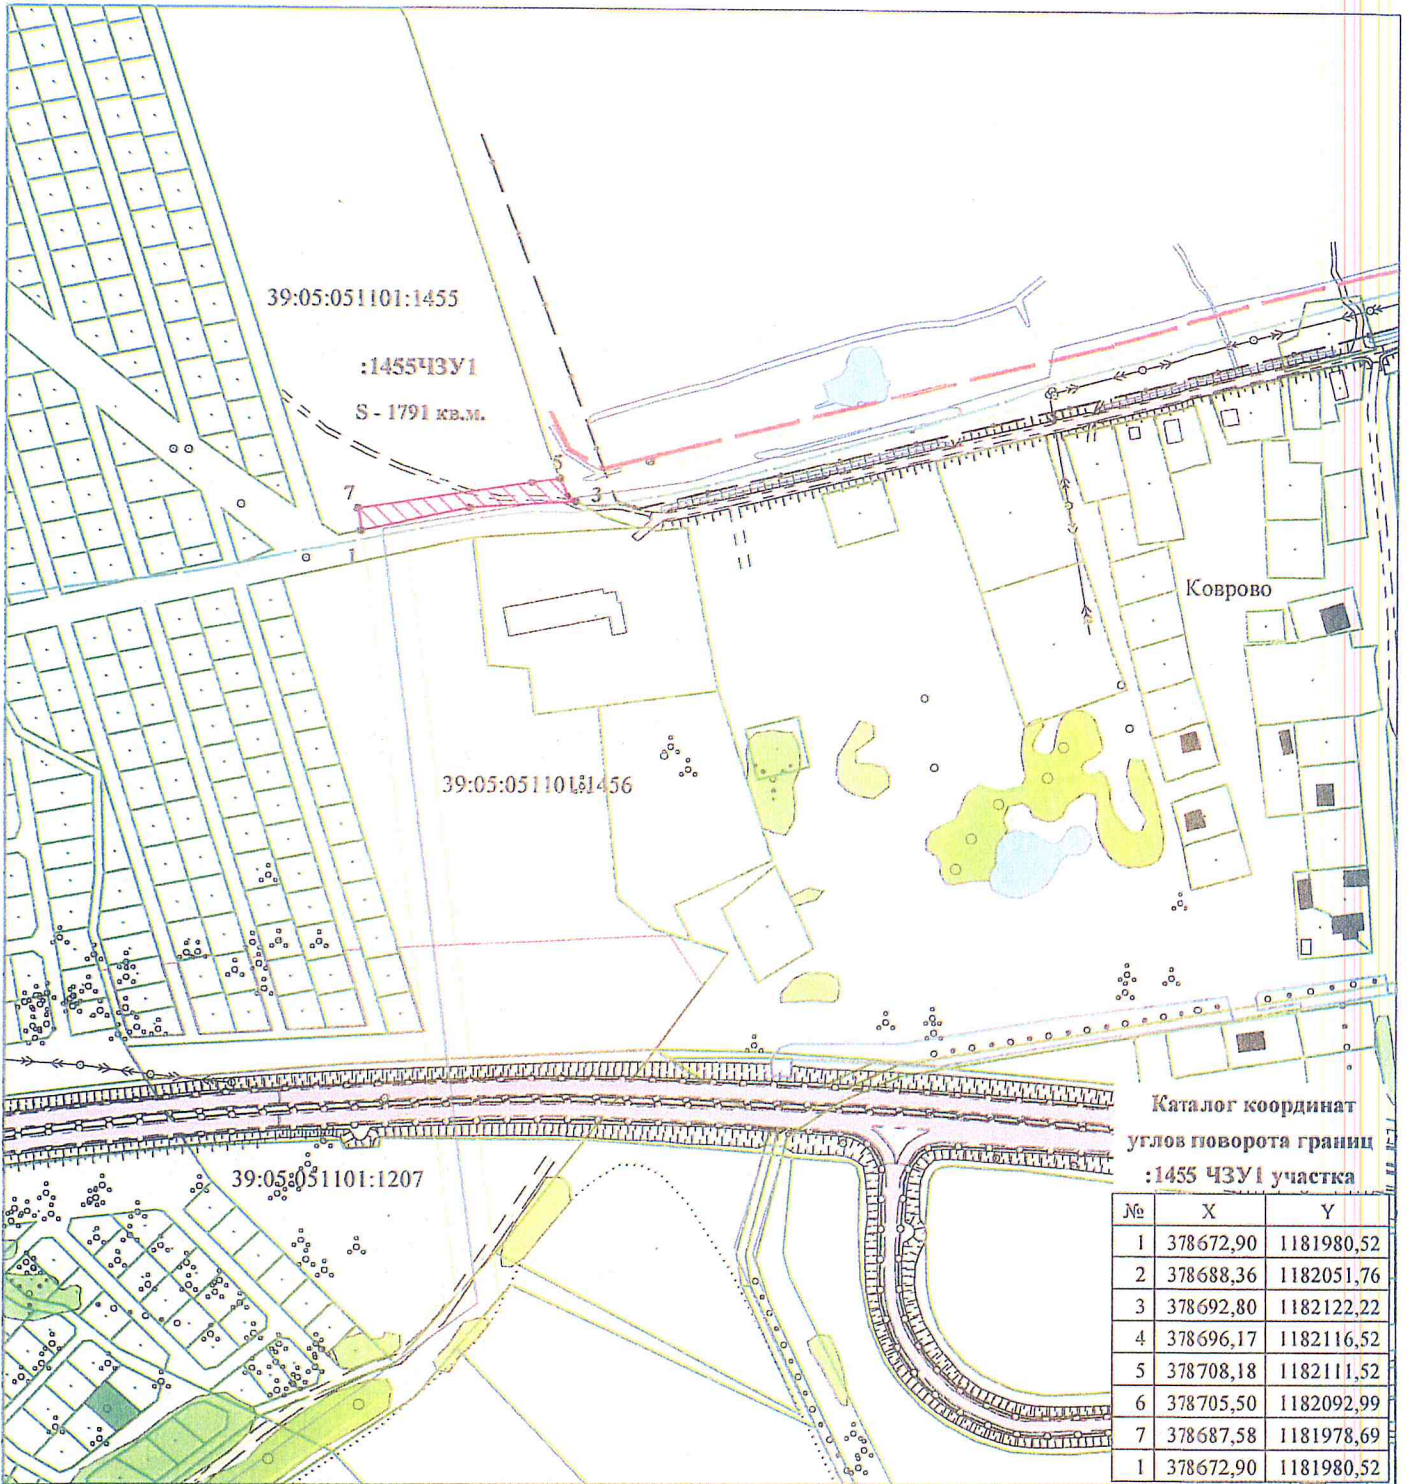 39:05:051101:1455
:1455ЧЗУ1
S - 1791 кв.м.
5
7
3
1
Коврово
39:05:051101:1456
Каталог координат
углов поворота границ
:1455 ЧЗУ1 участка
39:05:051101:1207
№ X Y
1 378672,90 1181980,52
2 378688,36 1182051,76
3 378692,80 1182122,22
4 378696,17 1182116,52
5 378708,18 1182111,52
6 378705,50 1182092,99
7 378687,58 1181978,69
1 378672,90 1181980,52